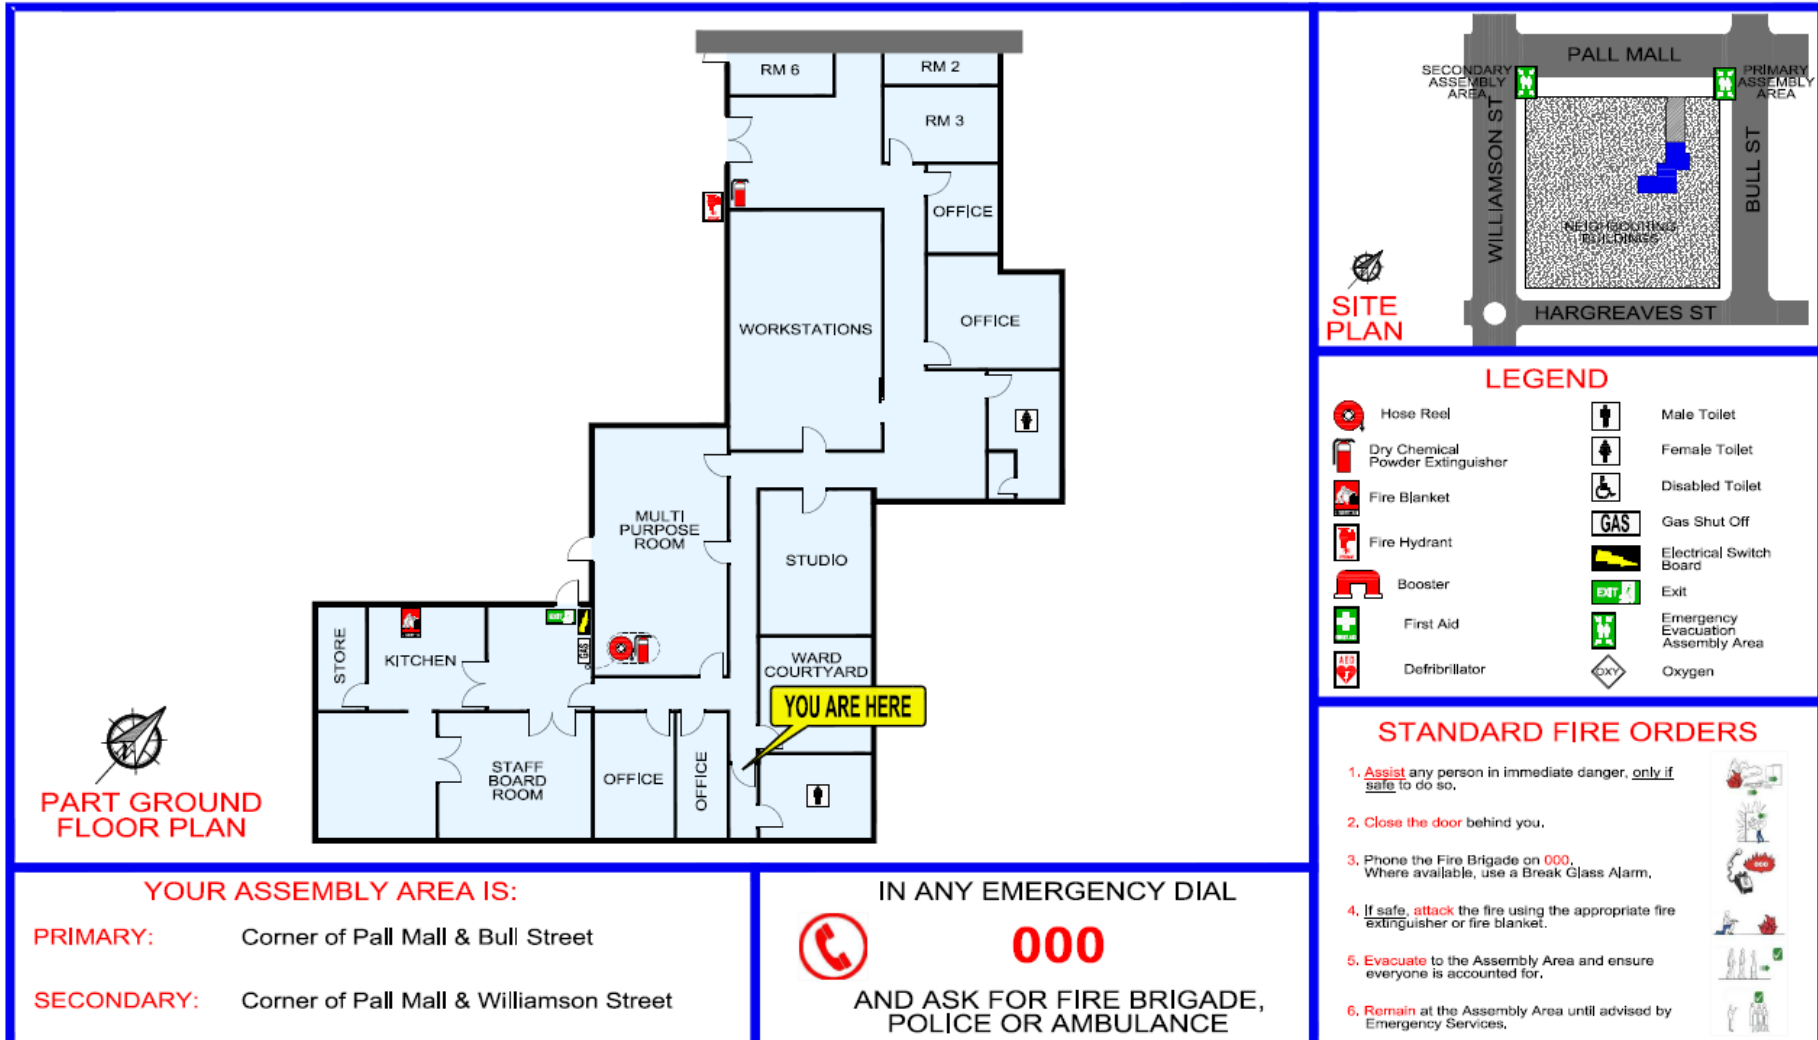 RM 6
RM 2
RM 3
OFFICE
WORKSTATIONS
OFFICE
MULTI
PURPOSE
ROOM
STUDIO
STORE
KITCHEN
EXIT
GAS
WARD
COURTYARD
YOU ARE HERE
STAFF
BOARD
ROOM
OFFICE
OFFICE
PART GROUND
FLOOR PLAN
PALL MALL
SECONDARY
ASSEMBLY
AREA
PRIMARY
ASSEMBLY
AREA
WILLIAMSON ST
BULL ST
NEIGHBOURING
BUILDINGS
HARGREAVES ST
SITE
PLAN
LEGEND
Hose Reel
Dry Chemical
Powder Extinguisher
Fire Blanket
Fire Hydrant
Booster
First Aid
AED
Defribrillator
Male Toilet
Female Toilet
Disabled Toilet
GAS
Gas Shut Off
Electrical Switch
Board
EXIT
Exit
Emergency
Evacuation
Assembly Area
OXY
Oxygen
STANDARD FIRE ORDERS
1. Assist any person in immediate danger, only if
safe to do so.
2. Close the door behind you.
3. Phone the Fire Brigade on 000.
Where available, use a Break Glass Alarm.
000
4. If safe, attack the fire using the appropriate fire
extinguisher or fire blanket.
5. Evacuate to the Assembly Area and ensure
everyone is accounted for.
6. Remain at the Assembly Area until advised by
Emergency Services.
YOUR ASSEMBLY AREA IS:
PRIMARY: Corner of Pall Mall & Bull Street
SECONDARY: Corner of Pall Mall & Williamson Street
IN ANY EMERGENCY DIAL
000
AND ASK FOR FIRE BRIGADE,
POLICE OR AMBULANCE